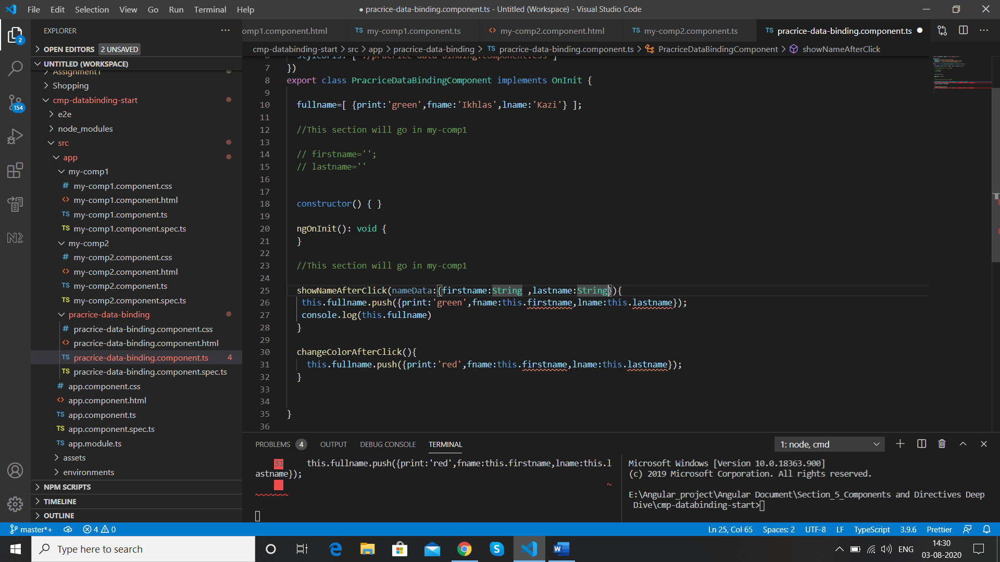 File Edit Selection View Go Run Terminal Help
● pracrice-data-binding.component.ts - Untitled (Workspace) - Visual Studio Code
EXPLORER
OPEN EDITORS 2 UNSAVED
UNTITLED (WORKSPACE)
Assignment1
Shopping
cmp-databinding-start
e2e
node_modules
src
app
my-comp1
my-comp1.component.css
my-comp1.component.html
my-comp1.component.ts
my-comp1.component.spec.ts
my-comp2
my-comp2.component.css
my-comp2.component.html
my-comp2.component.ts
my-comp2.component.spec.ts
pracrice-data-binding
pracrice-data-binding.component.css
pracrice-data-binding.component.html
pracrice-data-binding.component.ts 4
pracrice-data-binding.component.spec.ts
app.component.css
app.component.html
app.component.ts
app.component.spec.ts
app.module.ts
assets
environments
NPM SCRIPTS
TIMELINE
OUTLINE
2
154
omp1.component.html TS my-comp1.component.ts my-comp2.component.html TS my-comp2.component.ts TS pracrice-data-binding.component.ts
cmp-databinding-start > src > app > pracrice-data-binding > TS pracrice-data-binding.component.ts > PracriceDataBindingComponent > showNameAfterClick
6 styleUrls: [ './pracrice-data-binding.component.css' ]
7 })
8 export class PracriceDataBindingComponent implements OnInit {
9
10 fullname=[ {print:'green',fname:'Ikhlas',lname:'Kazi'} ];
11
12 //This section will go in my-comp1
13
14 // firstname='';
15 // lastname=''
16
17
18 constructor() { }
19
20 ngOnInit(): void {
21 }
22
23 //This section will go in my-comp1
24
25 showNameAfterClick(nameData:{firstname:String ,lastname:String}){
26 this.fullname.push({print:'green',fname:this.firstname,lname:this.lastname});
27 console.log(this.fullname)
28 }
29
30 changeColorAfterClick(){
31 this.fullname.push({print:'red',fname:this.firstname,lname:this.lastname});
32 }
33
34
35 }
36
PROBLEMS 4 OUTPUT DEBUG CONSOLE TERMINAL 1: node, cmd
31 this.fullname.push({print:'red',fname:this.firstname,lname:this.l
astname});
~
~~~~~~~
Microsoft Windows [Version 10.0.18363.900]
(c) 2019 Microsoft Corporation. All rights reserved.
E:\Angular_project\Angular Document\Section_5_Components and Directives Deep
Dive\cmp-databinding-start>
master*+ 4 0 Ln 25, Col 65 Spaces: 2 UTF-8 LF TypeScript 3.9.6 Prettier
Type here to search
ENG
14:30
03-08-2020